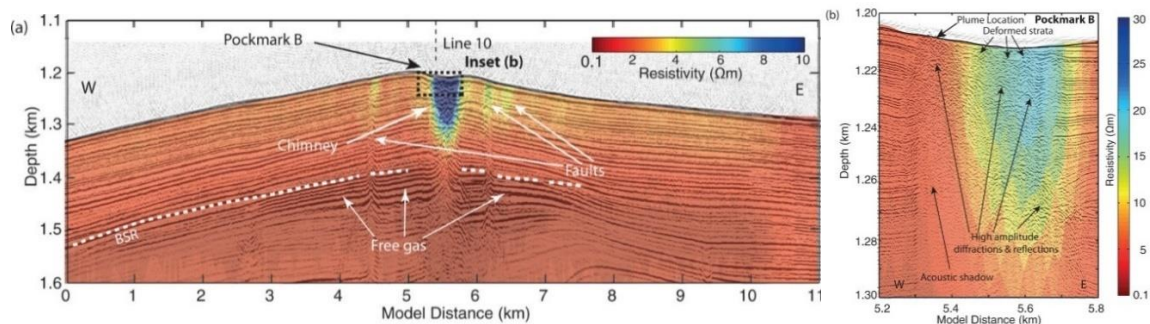 (a)
1.1
1.2
1.3
1.4
1.5
1.6
Depth (km)
W
Pockmark B
Line 10
Inset (b)
0.1 2 4 6 8 10
Resistivity (Ωm)
E
Chimney
Faults
BSR
Free gas
0 1 2 3 4 5 6 7 8 9 10 11
Model Distance (km)
(b)
1.20
1.22
1.24
1.26
1.28
1.30
Depth (km)
Plume Location
Pockmark B
Deformed strata
High amplitude
diffractions & reflections
Acoustic shadow
W
E
5.2 5.4 5.6 5.8
Model Distance (km)
30
25
20
15
10
5
0.1
Resistivity (Ωm)